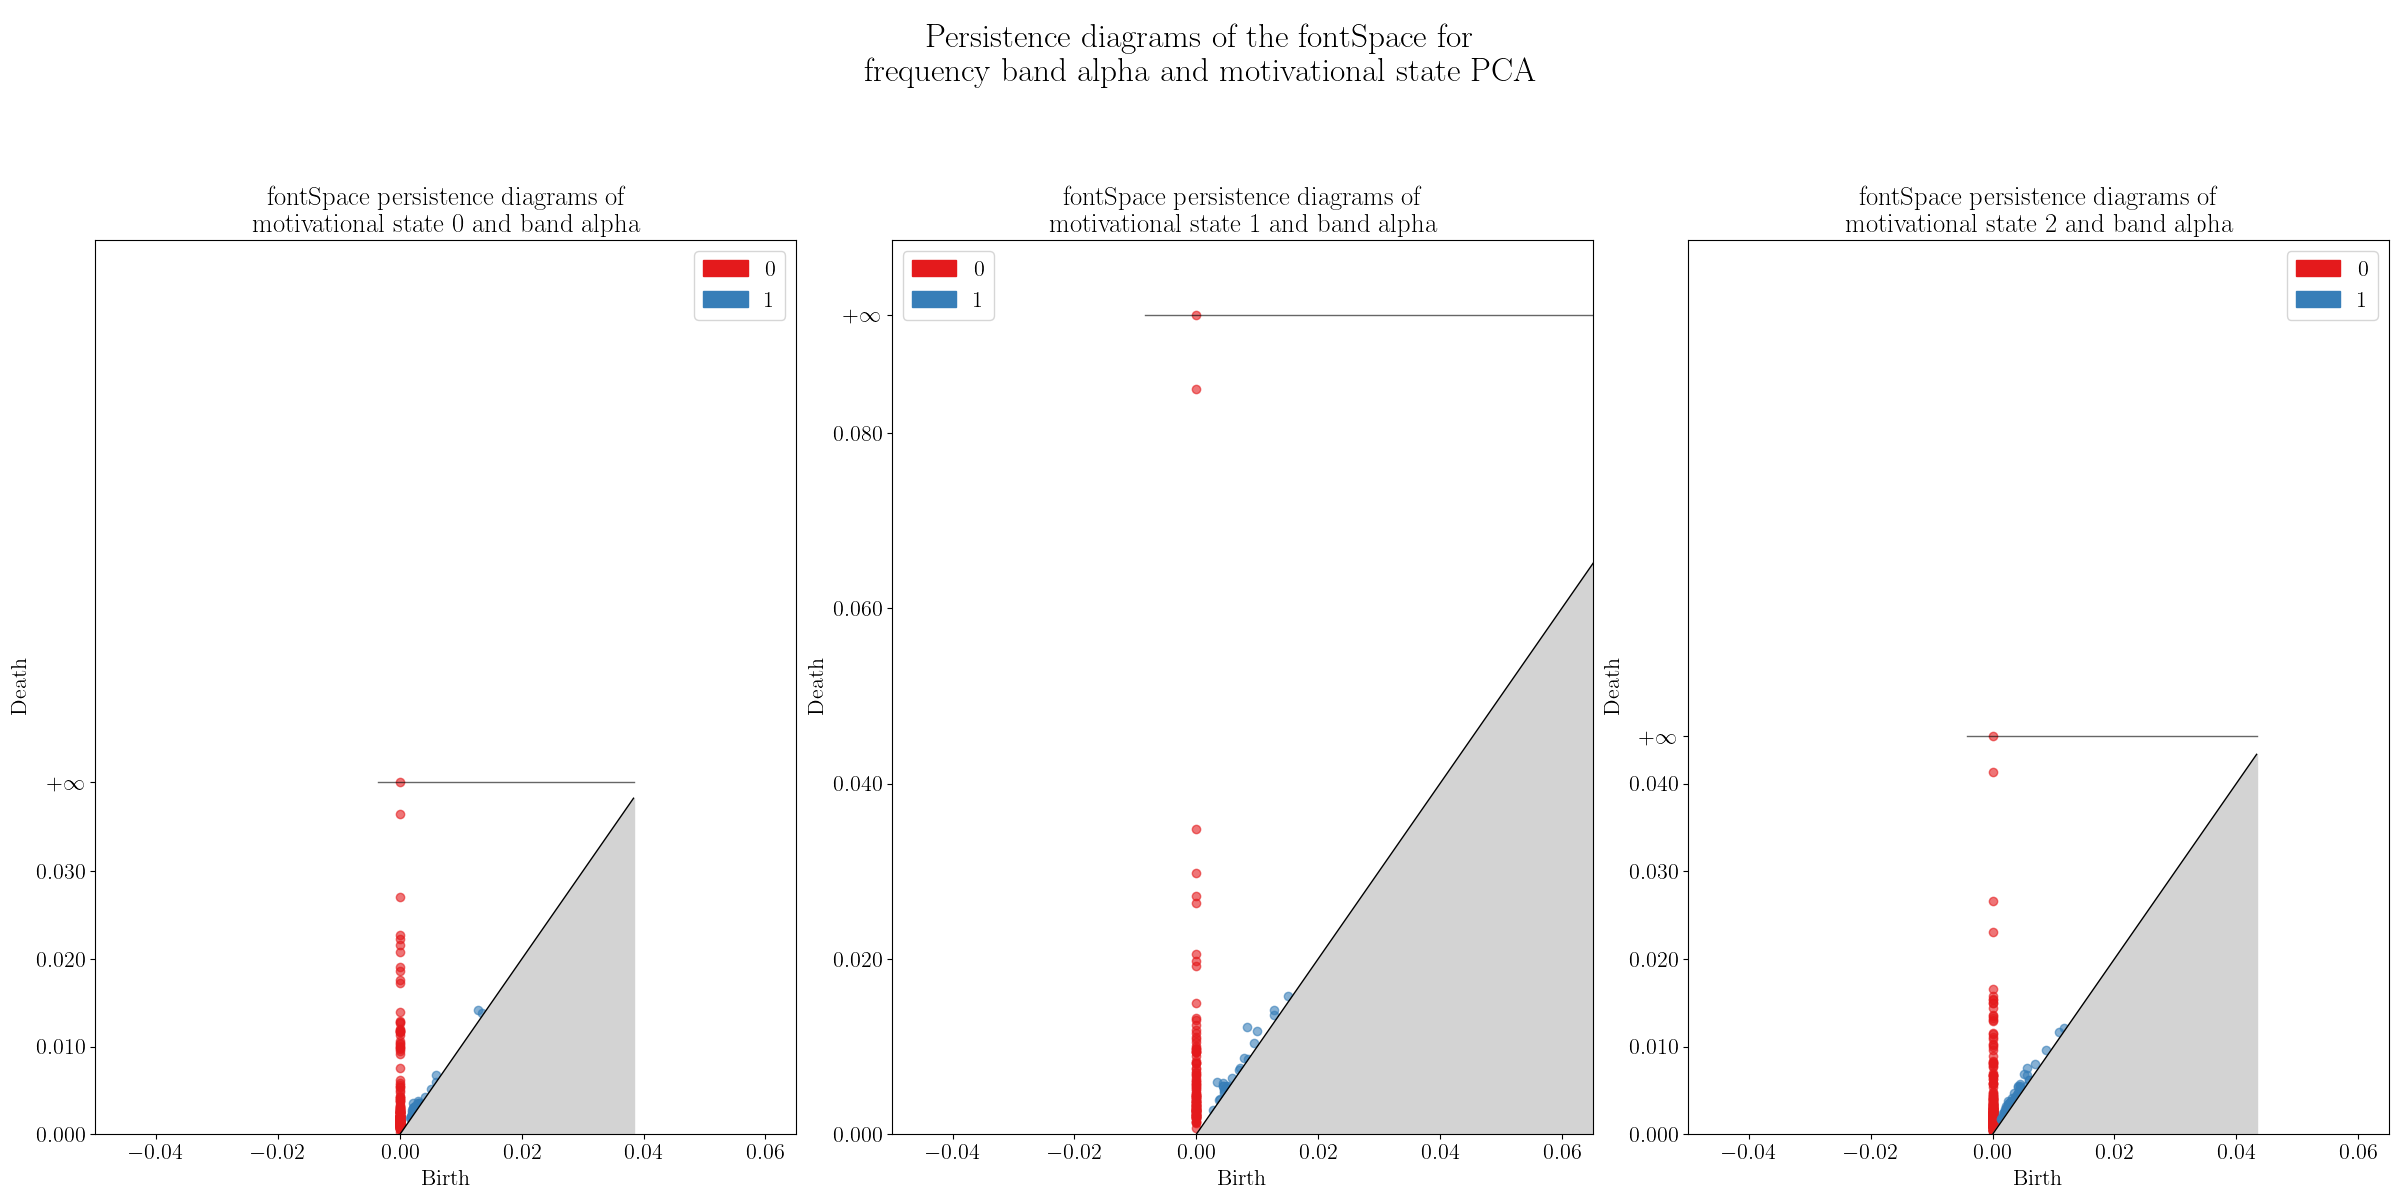 Persistence diagrams of the fontSpace for
frequency band alpha and motivational state PCA
fontSpace persistence diagrams of
motivational state 0 and band alpha
0
1
+∞
0.030
0.020
0.010
0.000
Death
−0.04
−0.02
0.00
0.02
0.04
0.06
Birth
fontSpace persistence diagrams of
motivational state 1 and band alpha
0
1
+∞
0.080
0.060
0.040
0.020
0.000
Death
−0.04
−0.02
0.00
0.02
0.04
0.06
Birth
fontSpace persistence diagrams of
motivational state 2 and band alpha
0
1
+∞
0.040
0.030
0.020
0.010
0.000
Death
−0.04
−0.02
0.00
0.02
0.04
0.06
Birth